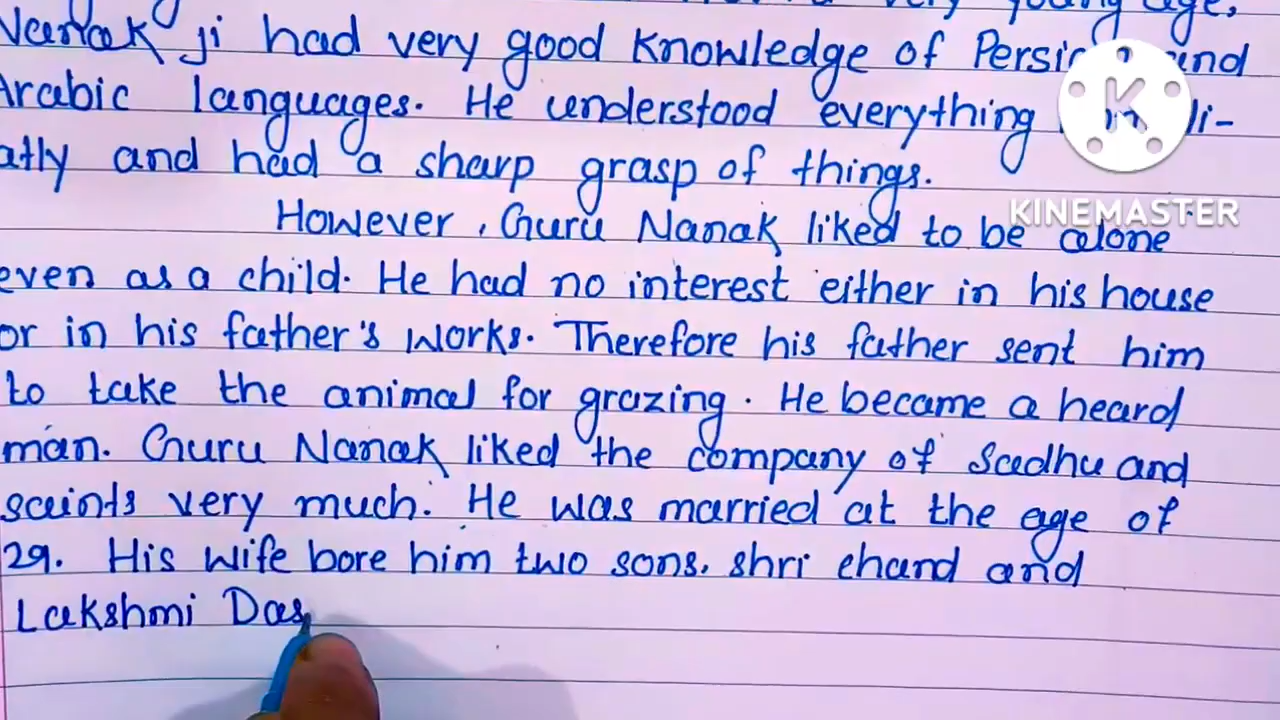 very young age,
Nanak ji had very good knowledge of Persian and
Arabic languages. He understood everything
atly and had a sharp grasp of things.
KINEMASTER
However, Guru Nanak liked to be alone
even as a child. He had no interest either in his house
or in his father's works. Therefore his father sent him
to take the animal for grazing. He became a heard
man. Guru Nanak liked the company of Sadhu and
saints very much. He was married at the age of
29. His wife bore him two sons. shri chand and
Lakshmi Das